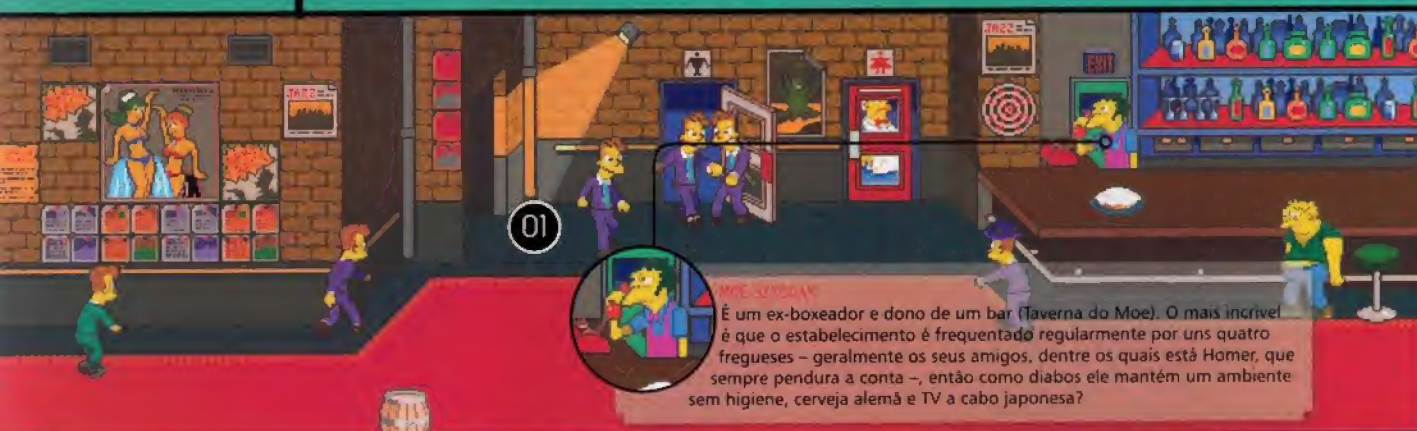 JAZZ
JAZZ
EXIT
01
MOE SZYSLAK
É um ex-boxeador e dono de um bar (Taverna do Moe). O mais incrível
é que o estabelecimento é frequentado regularmente por uns quatro
fregueses – geralmente os seus amigos, dentre os quais está Homer, que
sempre pendura a conta –, então como diabos ele mantém um ambiente
sem higiene, cerveja alemã e TV a cabo japonesa?